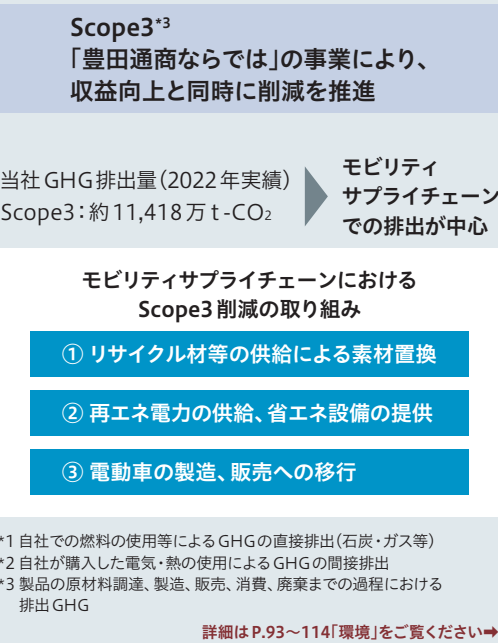 Scope3*3
「豊田通商ならでは」の事業により、
収益向上と同時に削減を推進
当社GHG排出量（2022年実績）
Scope3：約11,418万t-CO₂
モビリティ
サプライチェーン
での排出が中心
モビリティサプライチェーンにおける
Scope3削減の取り組み
① リサイクル材等の供給による素材置換
② 再エネ電力の供給、省エネ設備の提供
③ 電動車の製造、販売への移行
*1 自社での燃料の使用等によるGHGの直接排出（石炭・ガス等）
*2 自社が購入した電気・熱の使用によるGHGの間接排出
*3 製品の原材料調達、製造、販売、消費、廃棄までの過程における
排出GHG
詳細はP.93～114「環境」をご覧ください➡